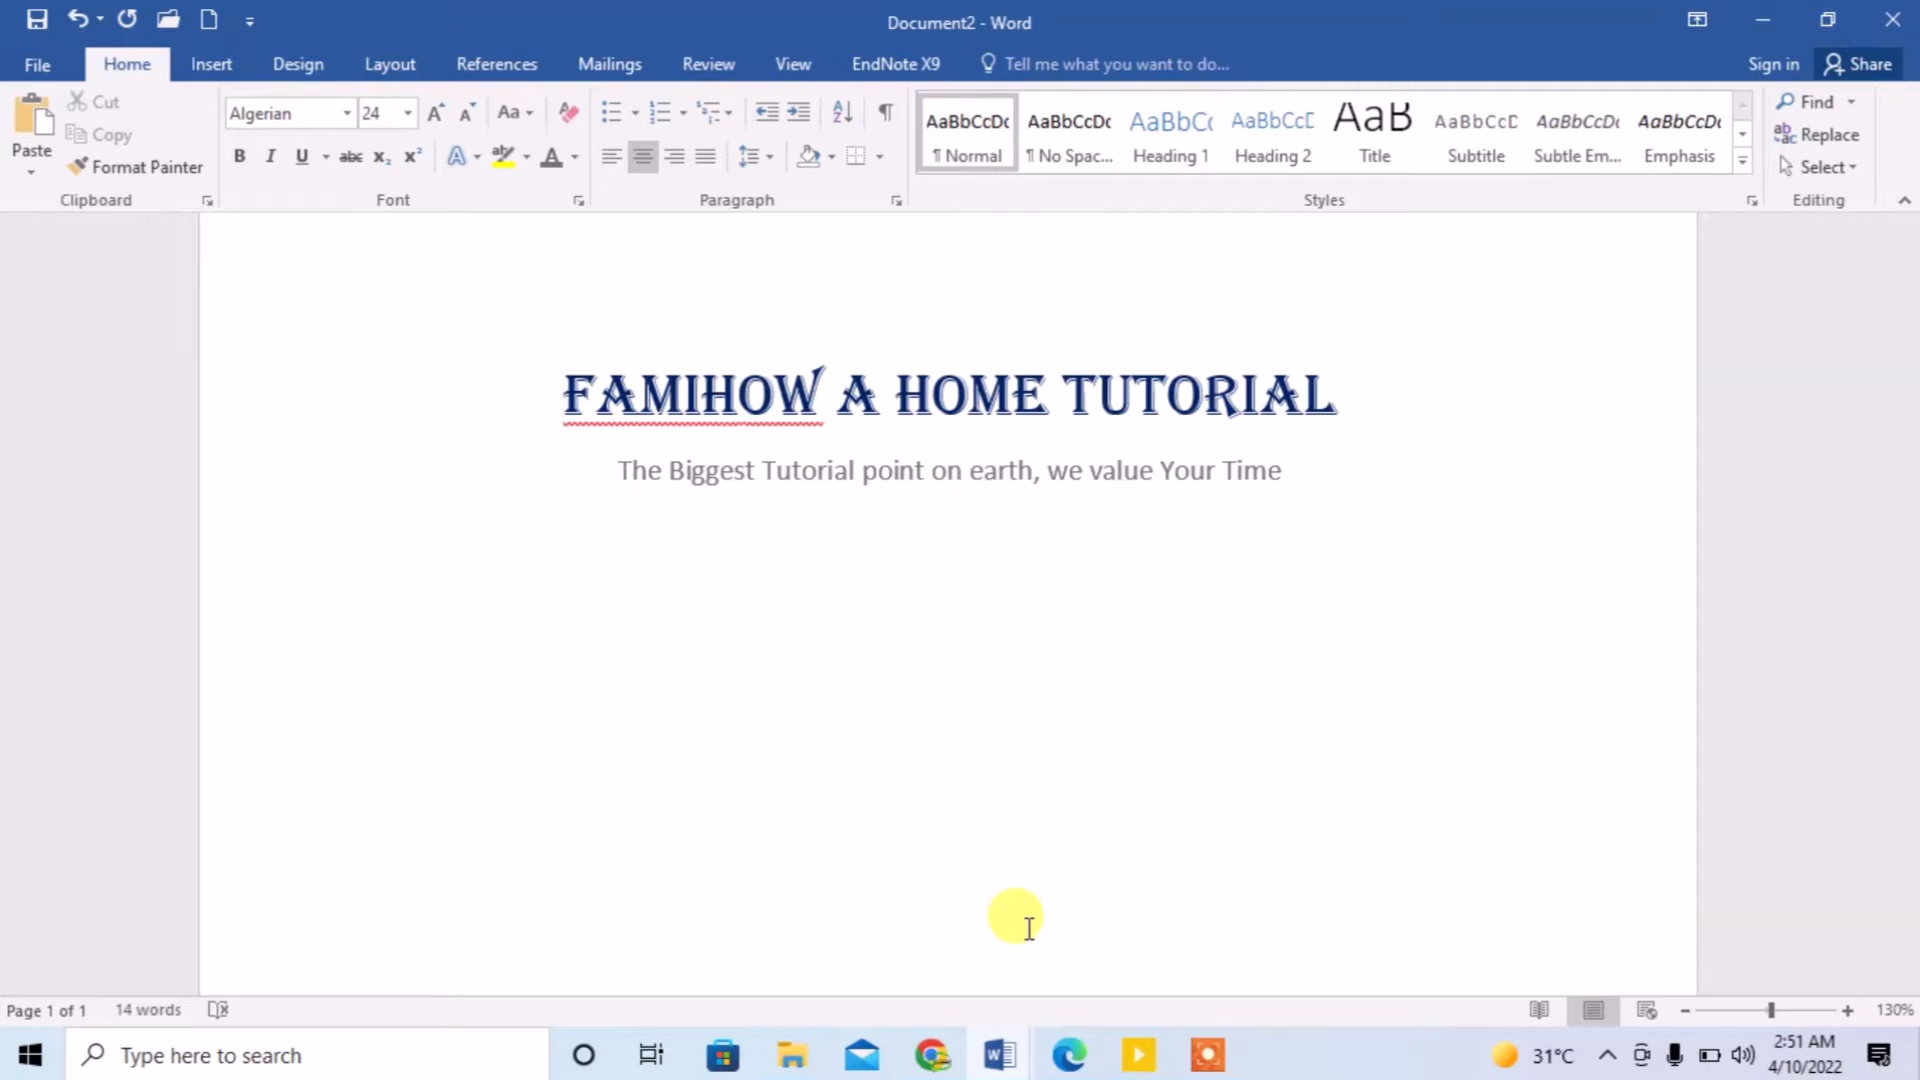 Document2 - Word
File Home Insert Design Layout References Mailings Review View EndNote X9 Tell me what you want to do... Sign in Share
Paste
Cut
Copy
Format Painter
Clipboard
Algerian 24 Aa
B I U abc x₂ x² A A
Font
Paragraph
AaBbCcDc AaBbCcDc AaBbC AaBbCcD AaB AaBbCcD AaBbCcDc AaBbCcDc
¶ Normal ¶ No Spac... Heading 1 Heading 2 Title Subtitle Subtle Em... Emphasis
Styles
Find
Replace
Select
Editing
FAMIHOW A HOME TUTORIAL
The Biggest Tutorial point on earth, we value Your Time
Page 1 of 1 14 words 130%
Type here to search
31°C
2:51 AM
4/10/2022